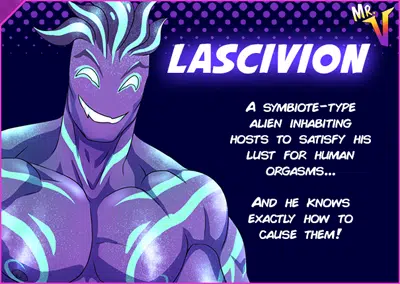 Mr. V
LASCIVION
A SYMBIOTE-TYPE
ALIEN INHABITING
HOSTS TO SATISFY HIS
LUST FOR HUMAN
ORGASMS...
AND HE KNOWS
EXACTLY HOW TO
CAUSE THEM!